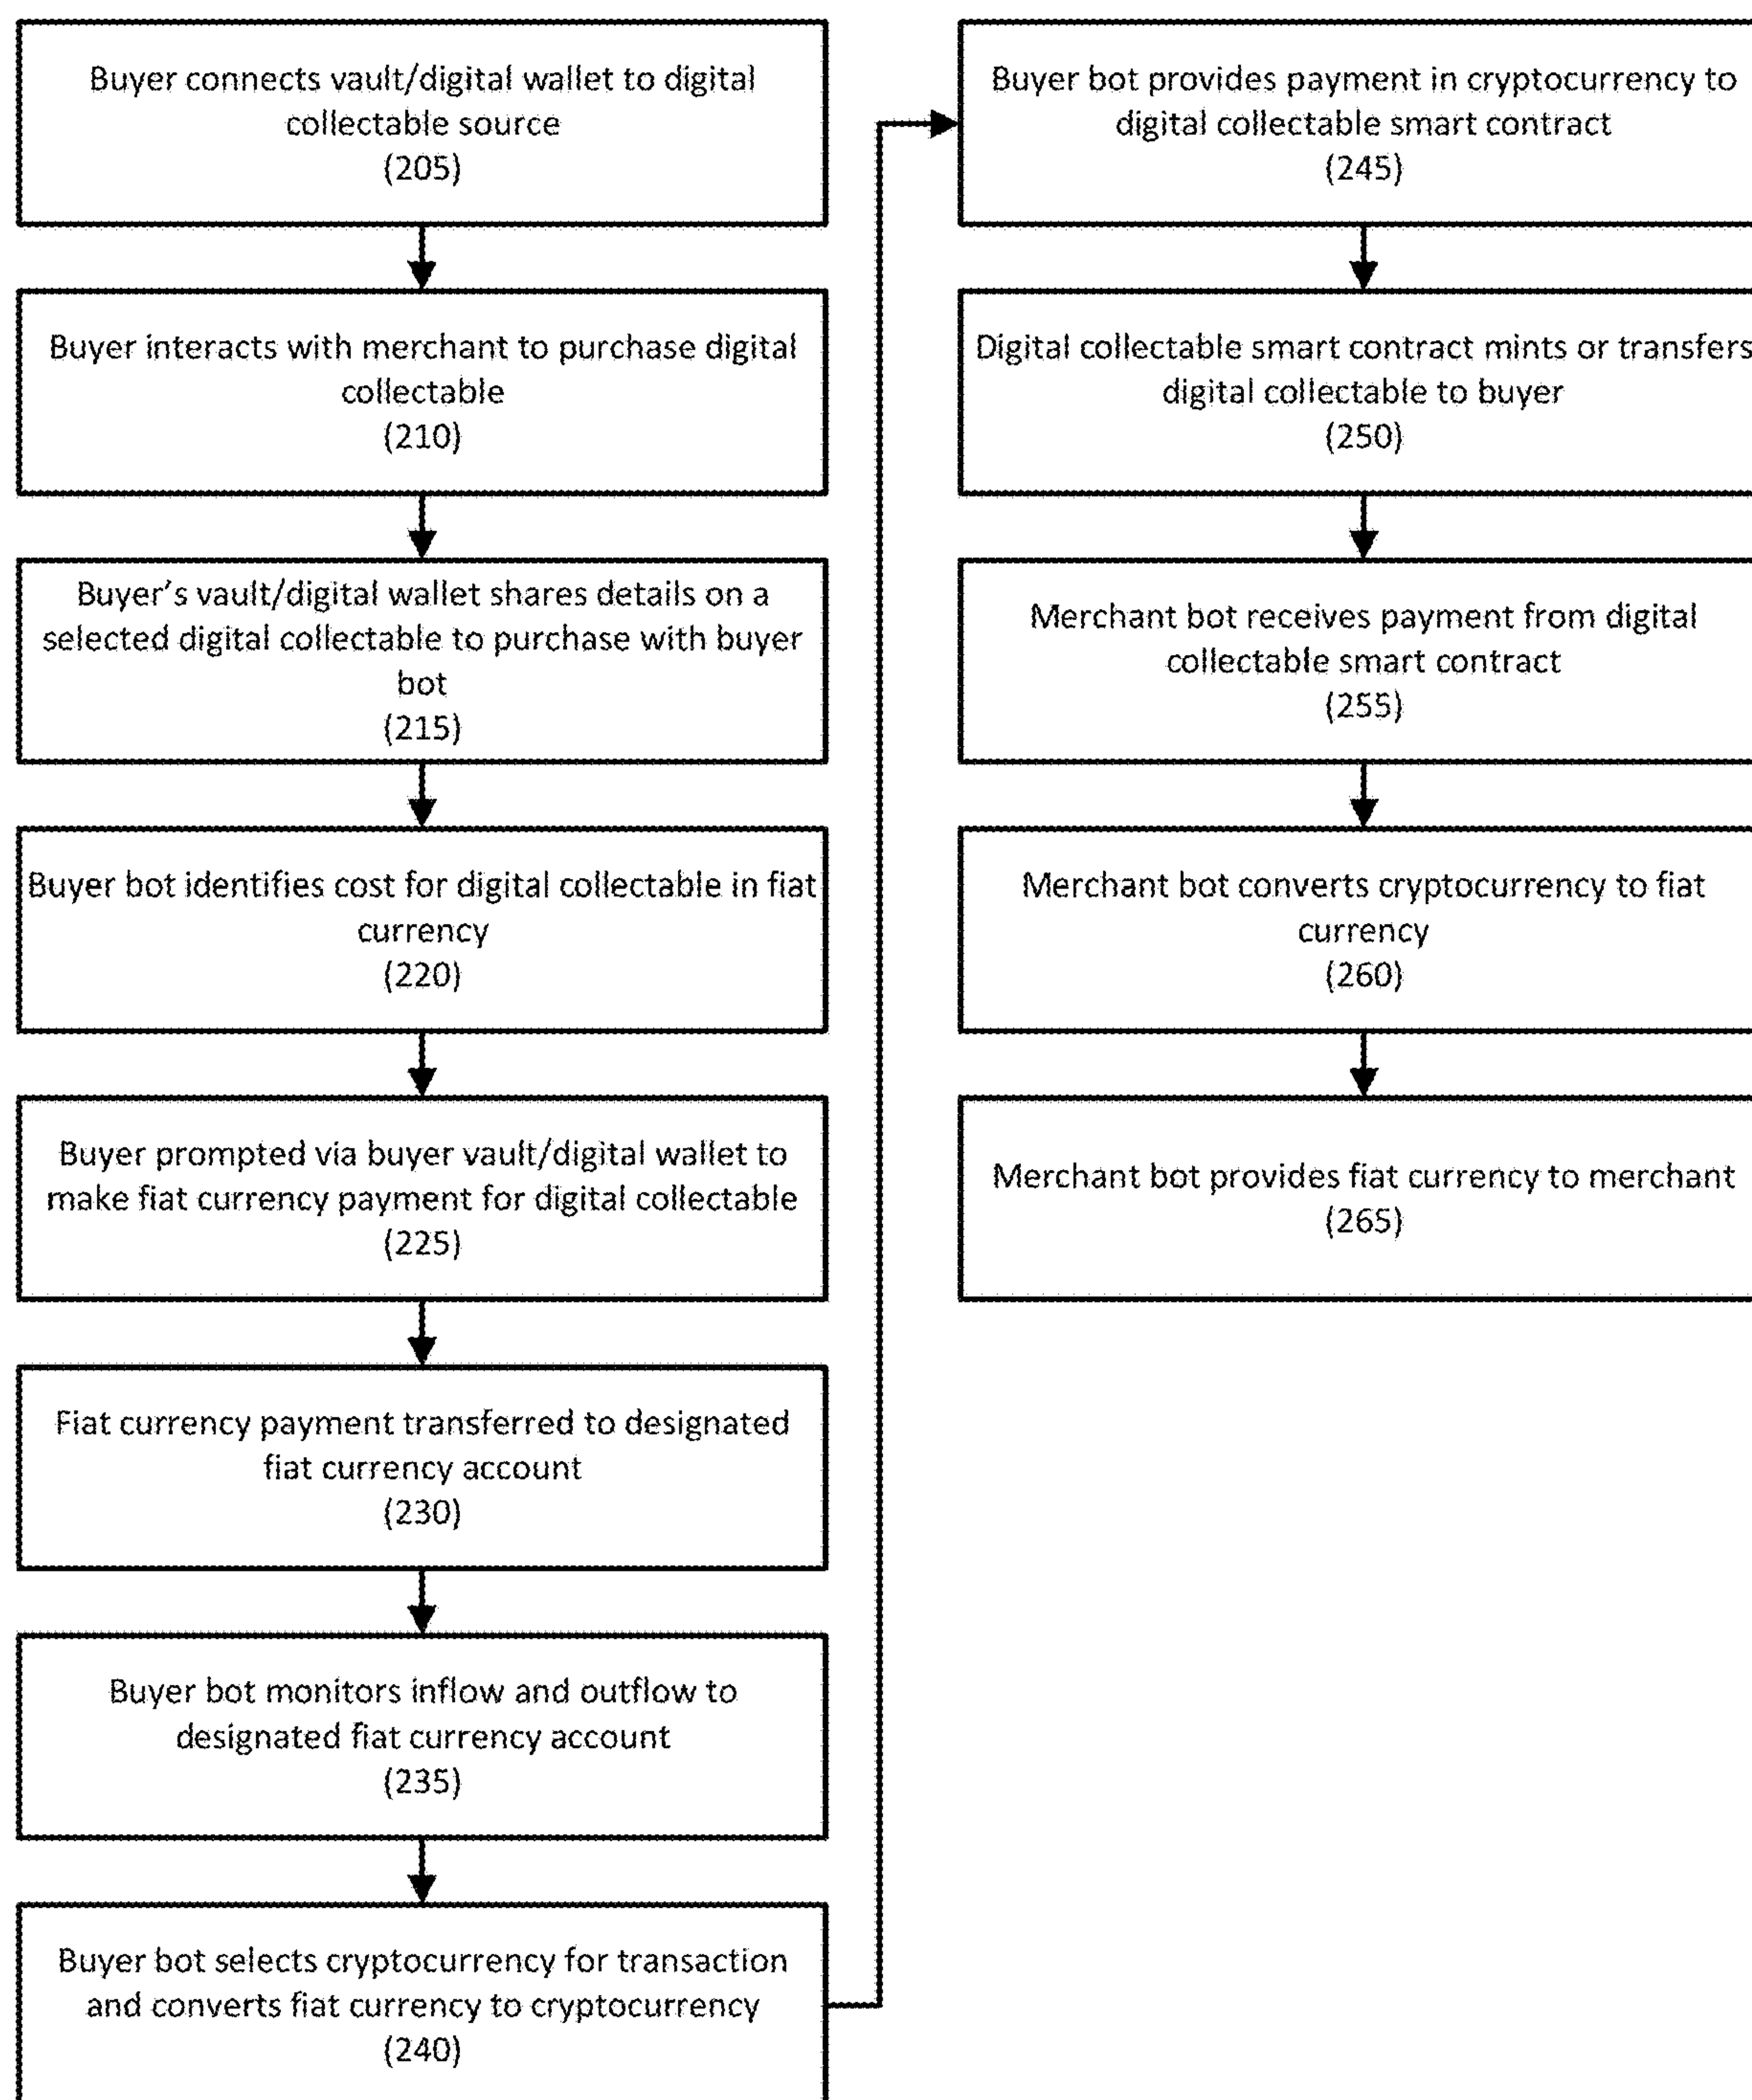 Buyer connects vault/digital wallet to digital
collectable source
(205)
Buyer interacts with merchant to purchase digital
collectable
(210)
Buyer's vault/digital wallet shares details on a
selected digital collectable to purchase with buyer
bot
(215)
Buyer bot identifies cost for digital collectable in fiat
currency
(220)
Buyer prompted via buyer vault/digital wallet to
make fiat currency payment for digital collectable
(225)
Fiat currency payment transferred to designated
fiat currency account
(230)
Buyer bot monitors inflow and outflow to
designated fiat currency account
(235)
Buyer bot selects cryptocurrency for transaction
and converts fiat currency to cryptocurrency
(240)
Buyer bot provides payment in cryptocurrency to
digital collectable smart contract
(245)
Digital collectable smart contract mints or transfers
digital collectable to buyer
(250)
Merchant bot receives payment from digital
collectable smart contract
(255)
Merchant bot converts cryptocurrency to fiat
currency
(260)
Merchant bot provides fiat currency to merchant
(265)